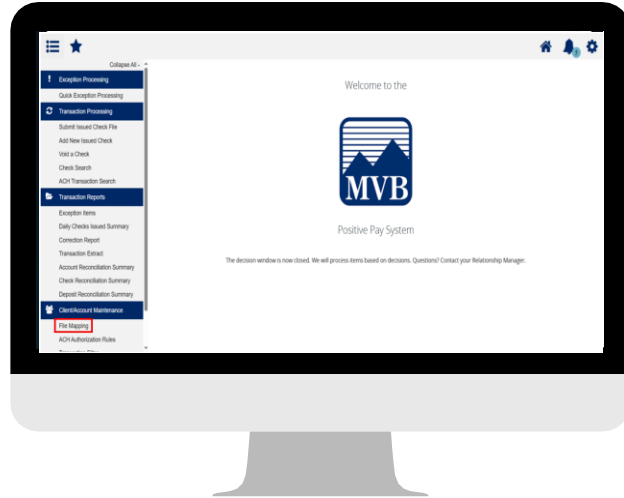 Collapse All -
Exception Processing
Quick Exception Processing
Transaction Processing
Submit Issued Check File
Add New Issued Check
Void a Check
Check Search
ACH Transaction Search
Transaction Reports
Exception Items
Daily Checks Issued Summary
Correction Report
Transaction Extract
Account Reconciliation Summary
Check Reconciliation Summary
Deposit Reconciliation Summary
Client/Account Maintenance
File Mapping
ACH Authorization Rules
Welcome to the
MVB
Positive Pay System
The decision window is now closed. We will process items based on decisions. Questions? Contact your Relationship Manager.